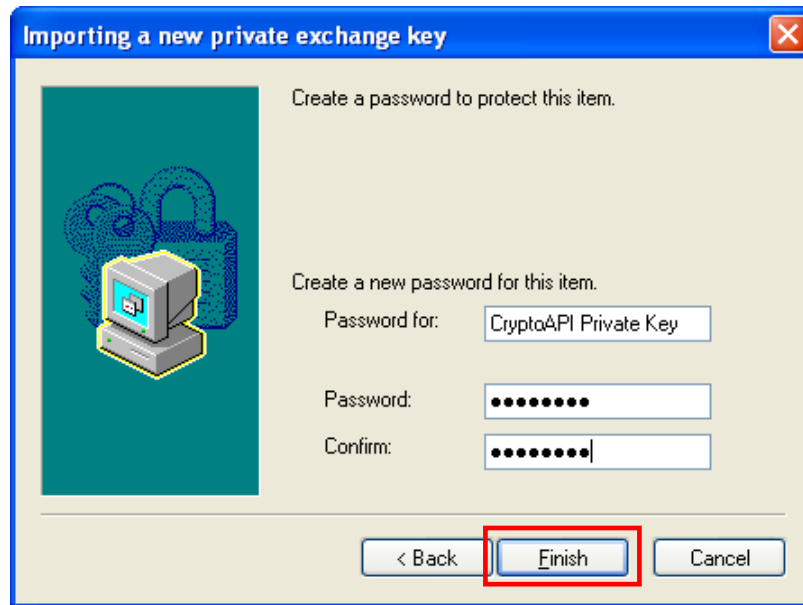 Importing a new private exchange key
Create a password to protect this item.
Create a new password for this item.
Password for: CryptoAPI Private Key
Password: ●●●●●●●●
Confirm: ●●●●●●●●
< Back Finish Cancel